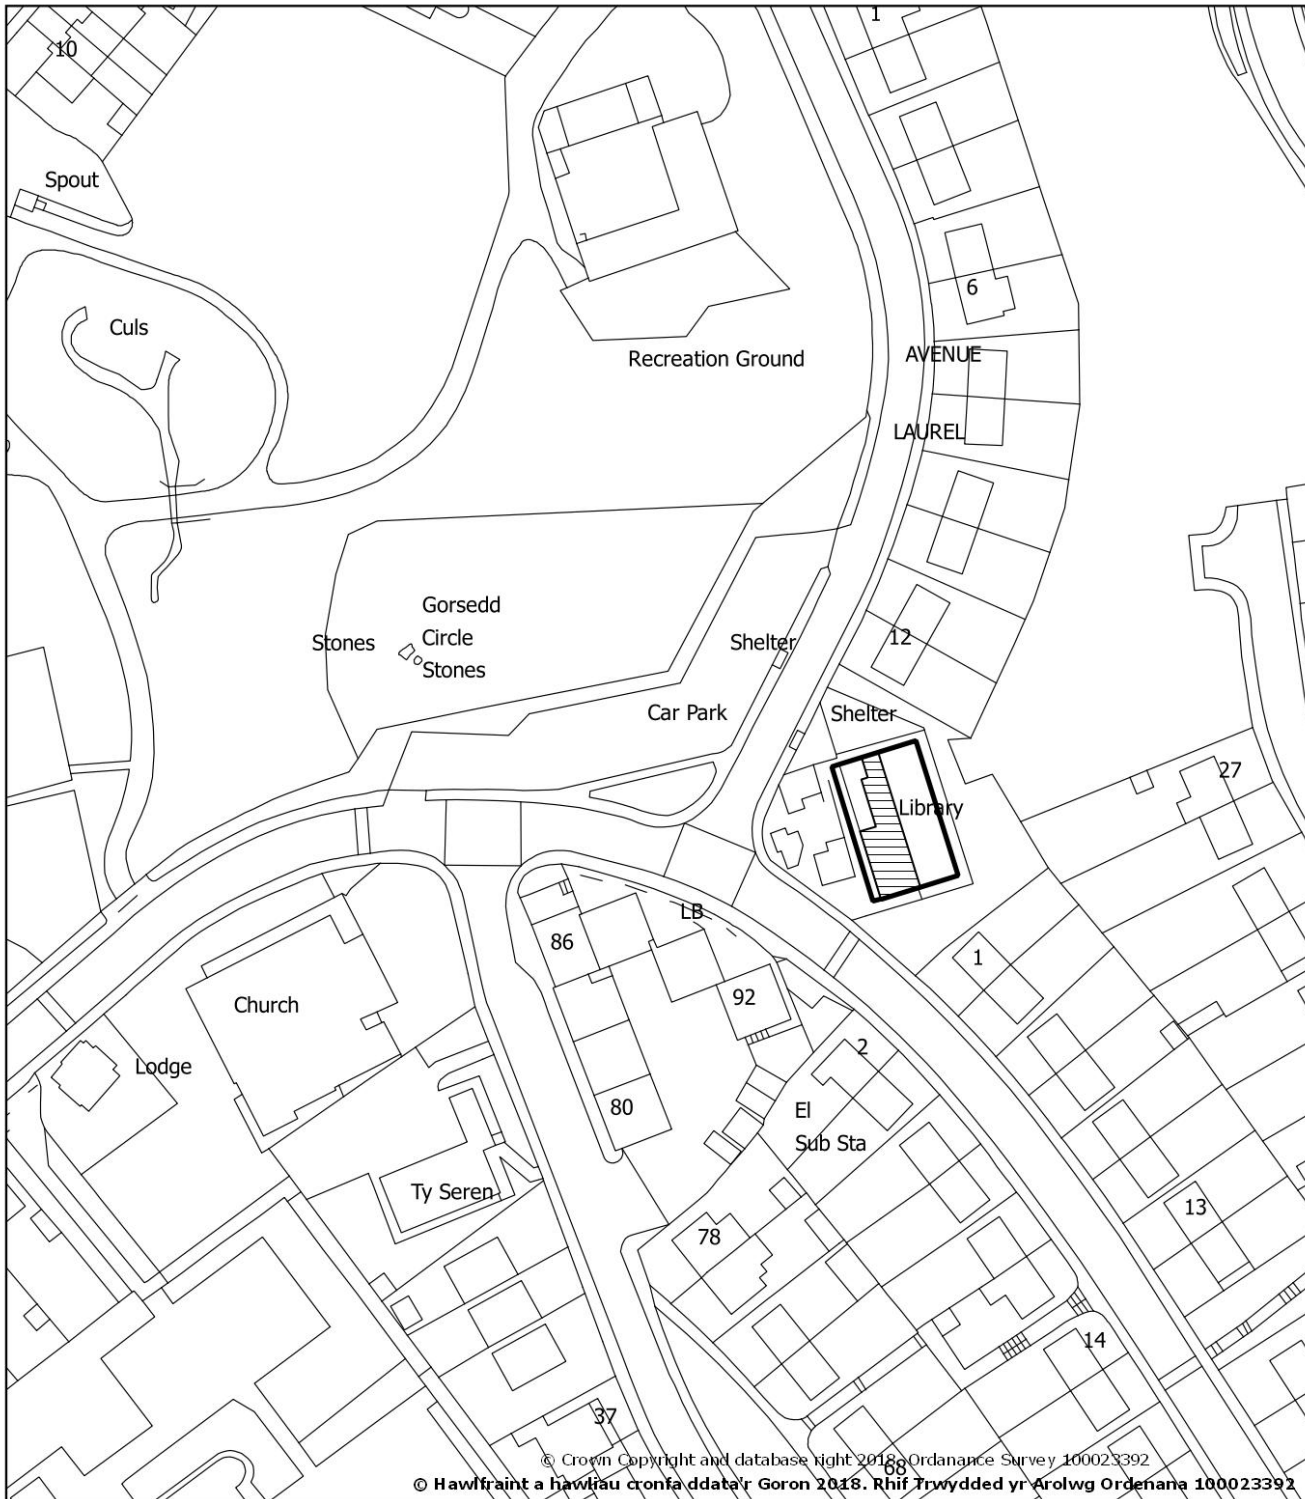 1
10
Spout
6
Culs
AVENUE
Recreation Ground
LAUREL
Gorsedd
Circle
Stones
Stones
12
Shelter
Shelter
Car Park
27
Library
LB
86
1
92
Church
2
Lodge
80
El
Sub Sta
Ty Seren
13
78
14
37
68
© Crown Copyright and database right 2018. Ordanance Survey 100023392
© Hawlfraint a hawliau cronfa ddata'r Goron 2018. Rhif Trwydded yr Arolwg Ordenana 100023392